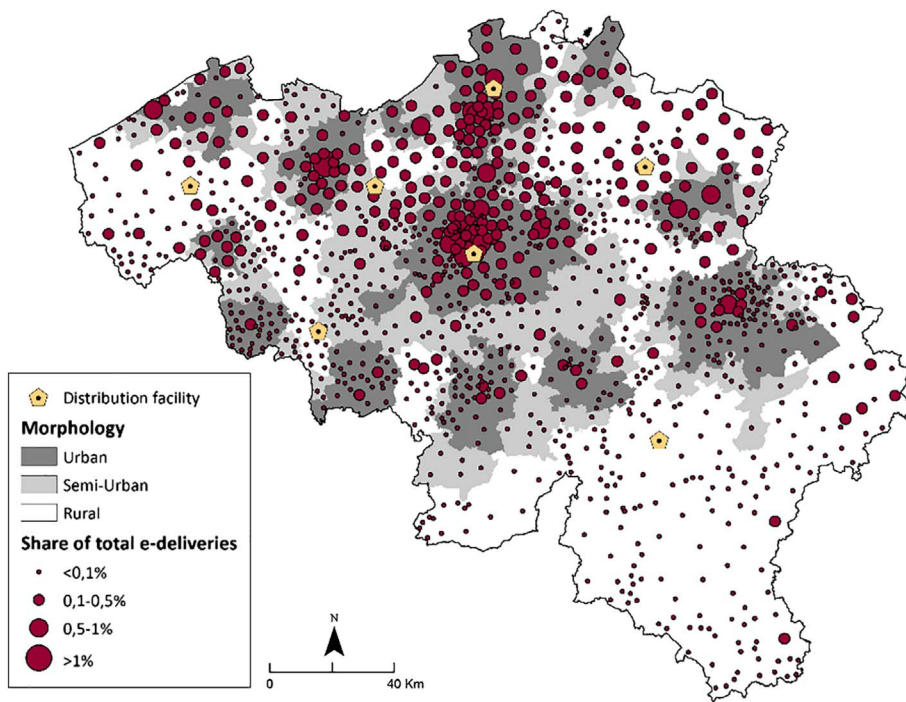 Distribution facility
Morphology
Urban
Semi-Urban
Rural
Share of total e-deliveries
<0,1%
0,1-0,5%
0,5-1%
>1%
N
0 40 Km